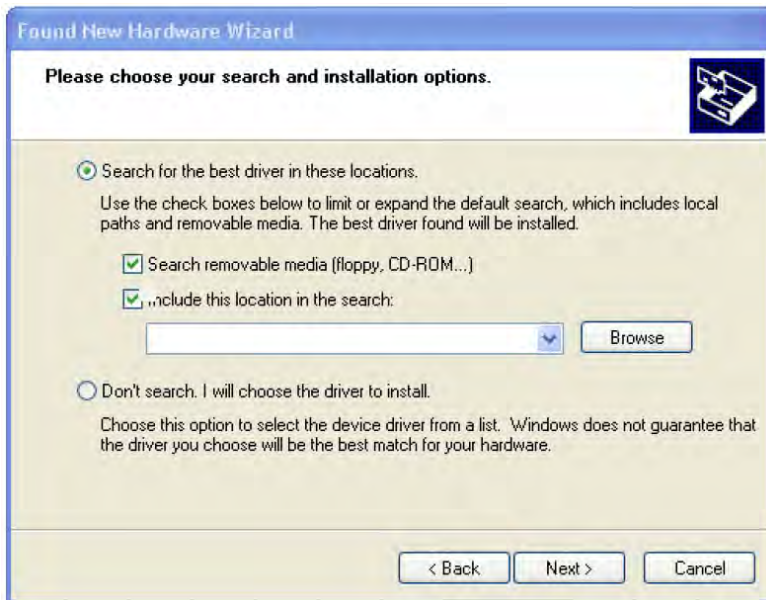 Found New Hardware Wizard
Please choose your search and installation options.
Search for the best driver in these locations.
Use the check boxes below to limit or expand the default search, which includes local
paths and removable media. The best driver found will be installed.
Search removable media (floppy, CD-ROM...)
Include this location in the search:
Browse
Don't search. I will choose the driver to install.
Choose this option to select the device driver from a list. Windows does not guarantee that
the driver you choose will be the best match for your hardware.
< Back Next > Cancel